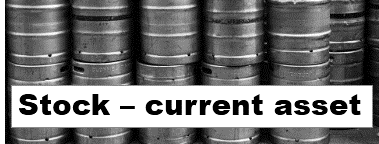 Stock – current asset